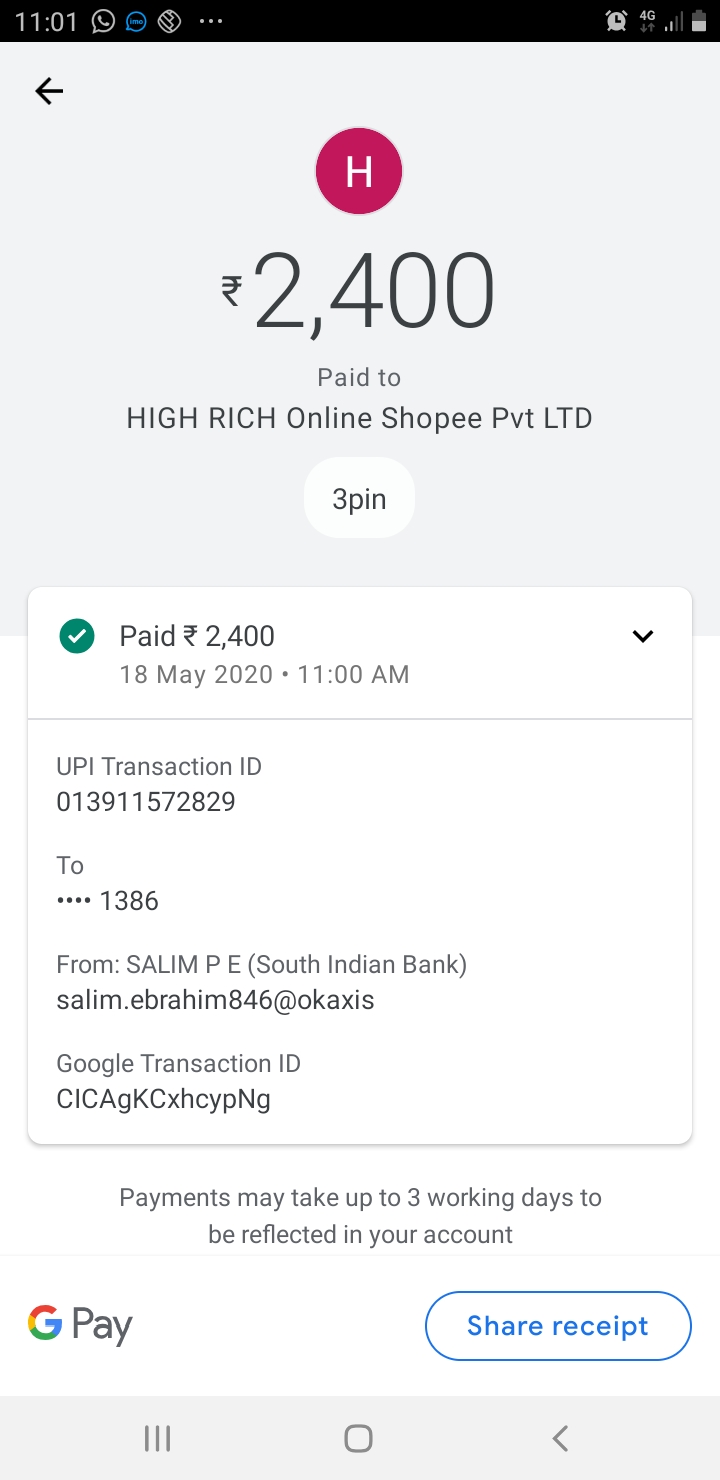 11:01
imo
4G
H
₹2,400
Paid to
HIGH RICH Online Shopee Pvt LTD
3pin
Paid ₹ 2,400
18 May 2020 • 11:00 AM
UPI Transaction ID
013911572829
To
•••• 1386
From: SALIM P E (South Indian Bank)
salim.ebrahim846@okaxis
Google Transaction ID
CICAgKCxhcypNg
Payments may take up to 3 working days to
be reflected in your account
G Pay
Share receipt